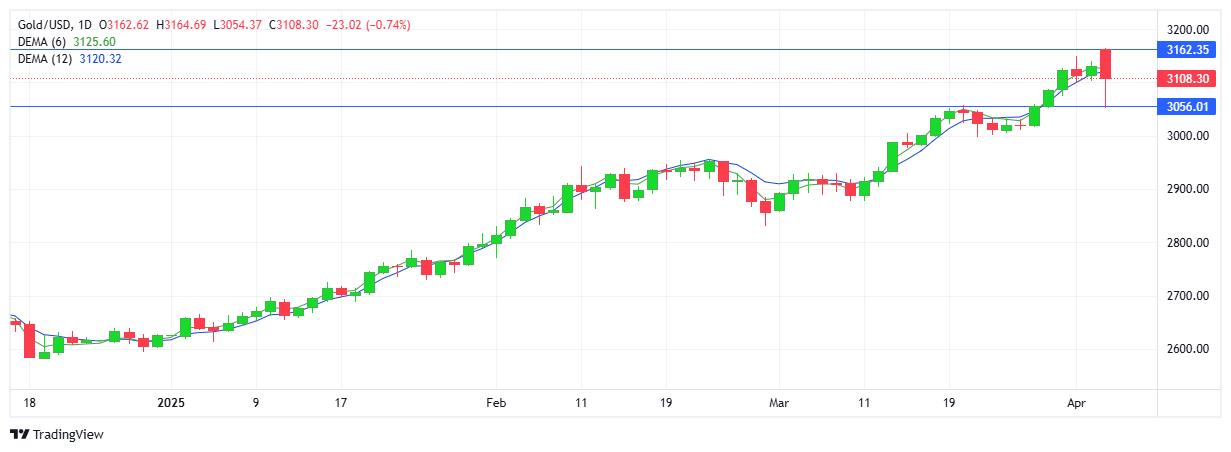 Gold/USD, 1D O3162.62 H3164.69 L3054.37 C3108.30 −23.02 (−0.74%)
DEMA (6) 3125.60
DEMA (12) 3120.32
3200.00
3162.35
3108.30
3056.01
3000.00
2900.00
2800.00
2700.00
2600.00
18 2025 9 17 Feb 11 19 Mar 11 19 Apr
TradingView